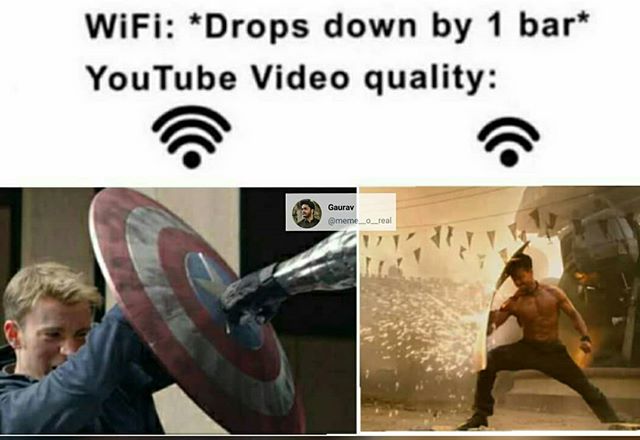 WiFi: *Drops down by 1 bar*
YouTube Video quality:
Gaurav
@meme__o__real